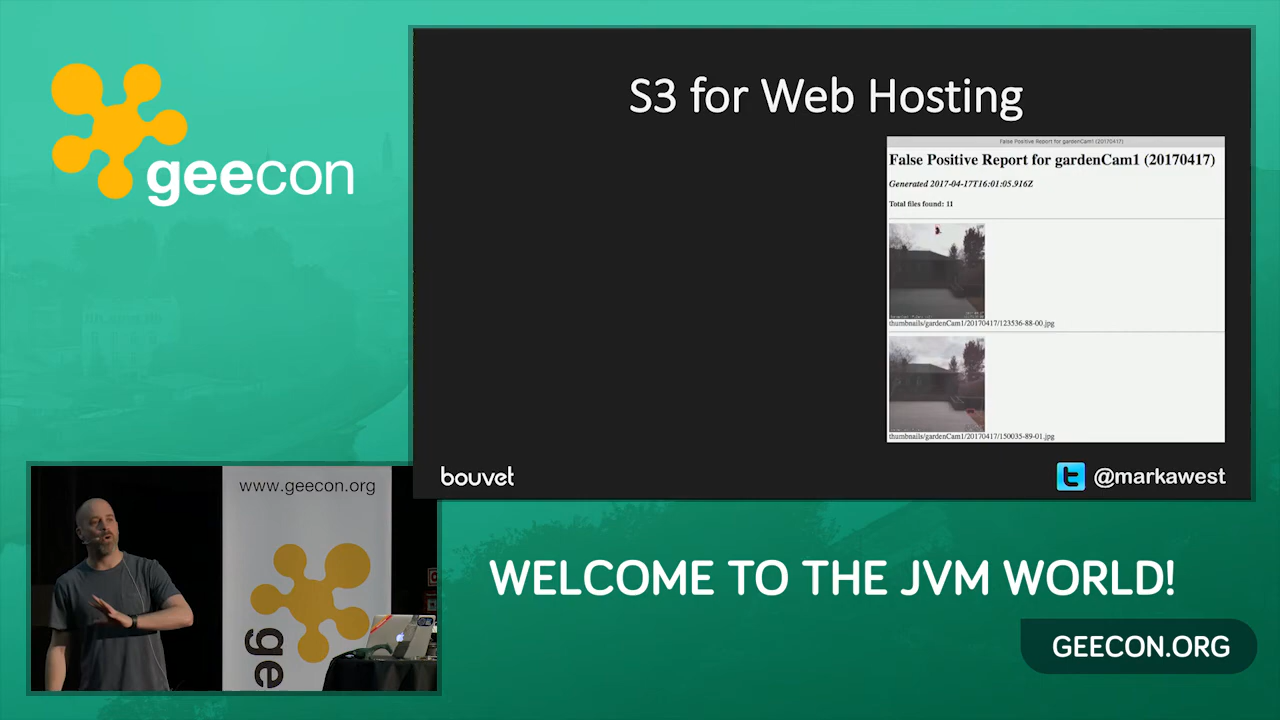 geecon
S3 for Web Hosting
False Positive Report for gardenCam1 (20170417)
False Positive Report for gardenCam1 (20170417)
Generated 2017-04-17T16:01:05.916Z
Total files found: 11
thumbnails/gardenCam1/20170417/123536-88-00.jpg
thumbnails/gardenCam1/20170417/150035-89-01.jpg
bouvet
@markawest
www.geecon.org
ge
WELCOME TO THE JVM WORLD!
GEECON.ORG